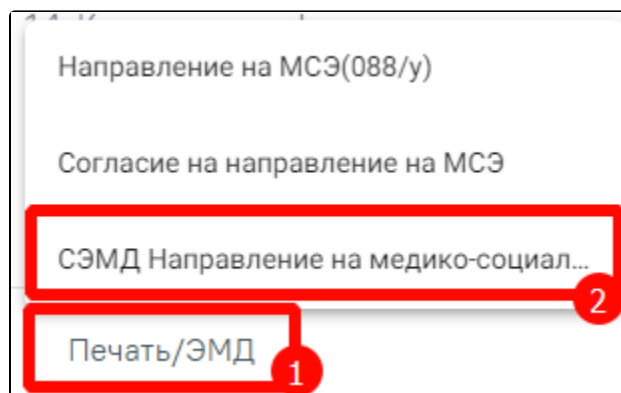 Направление на МСЭ(088/у)
Согласие на направление на МСЭ
СЭМД Направление на медико-социал...
2
Печать/ЭМД
1